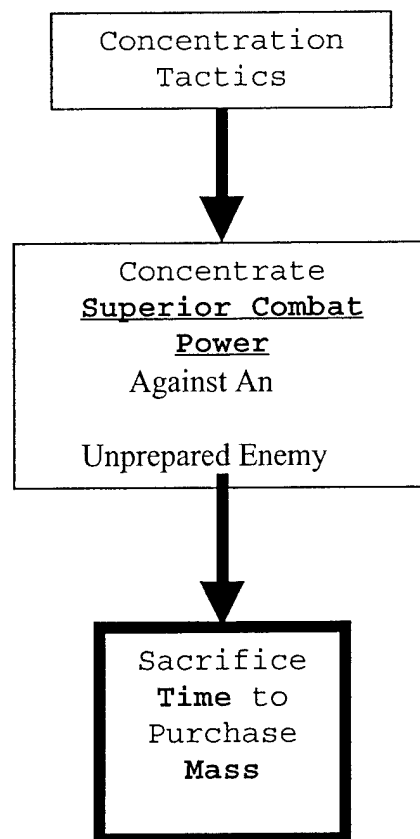 Concentration
Tactics
Concentrate
Superior Combat
Power
Against An
Unprepared Enemy
Sacrifice
Time to
Purchase
Mass